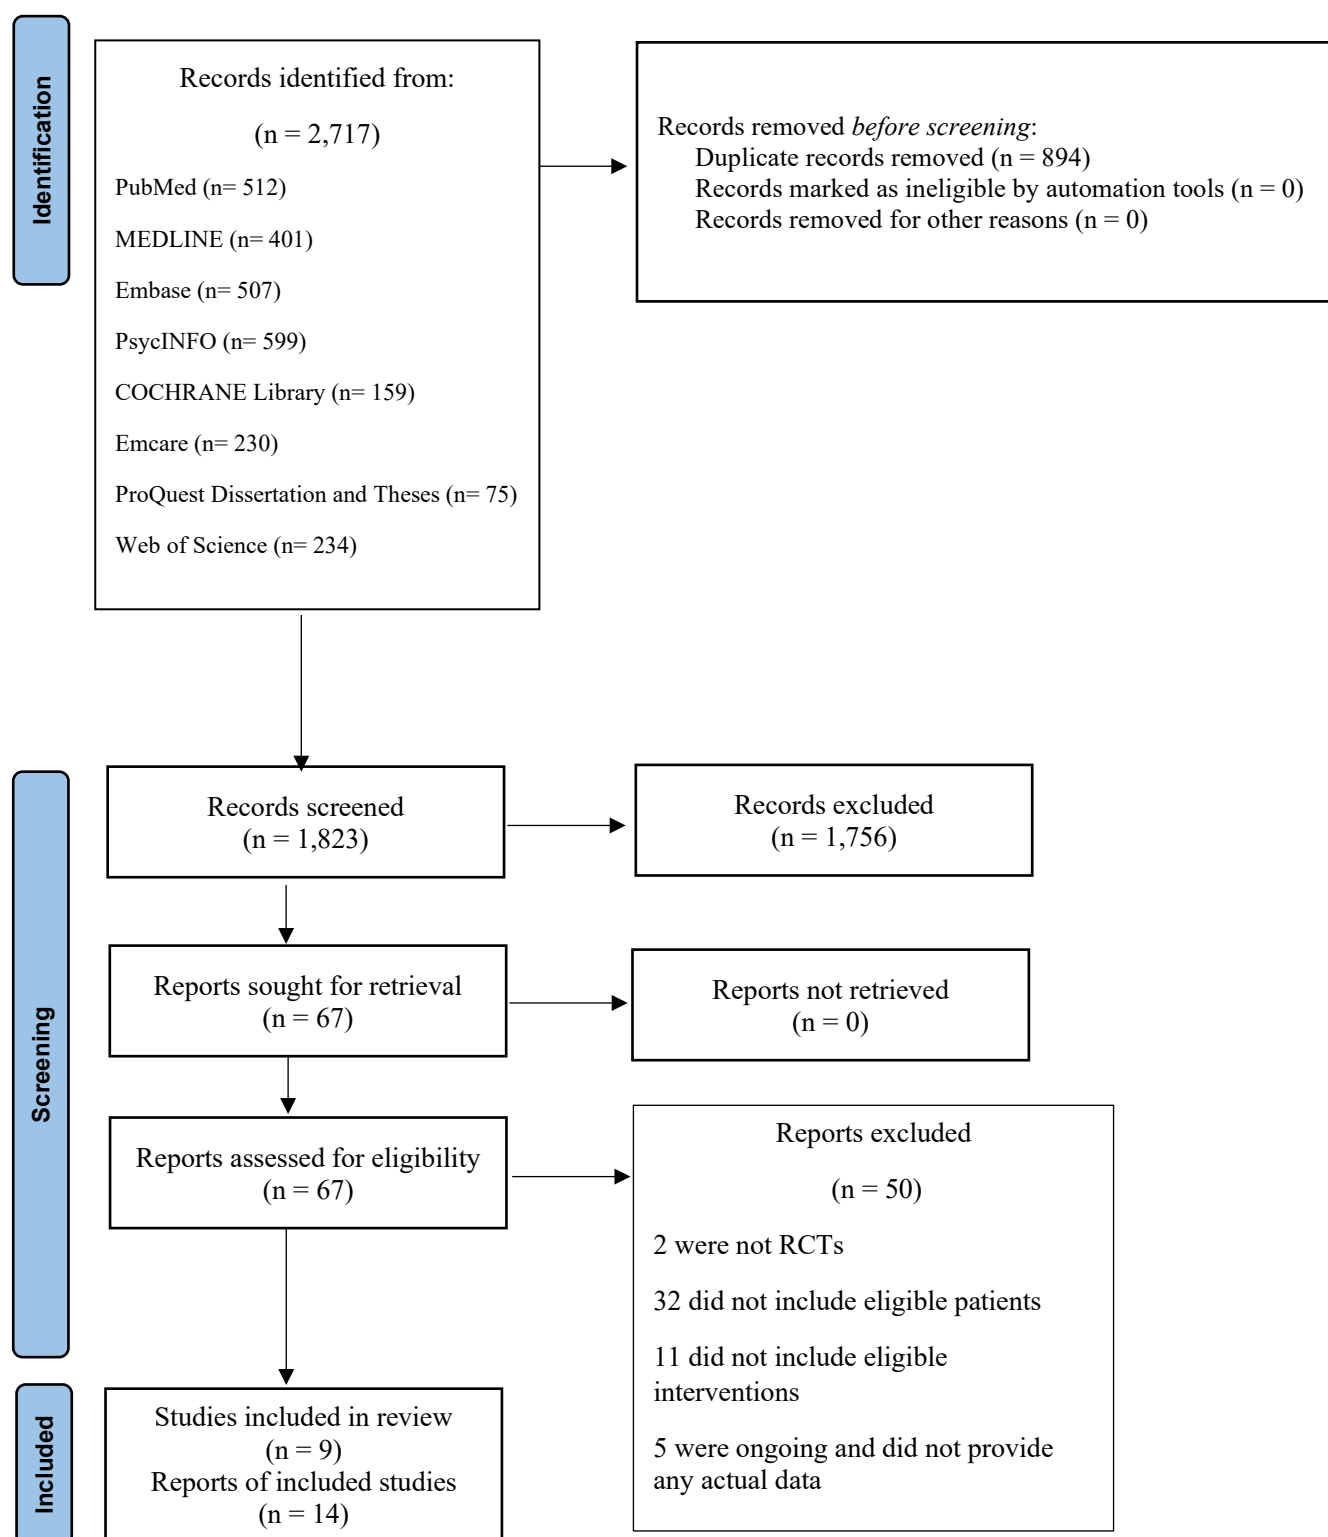 Identification
Records identified from:
(n = 2,717)
PubMed (n= 512)
MEDLINE (n= 401)
Embase (n= 507)
PsycINFO (n= 599)
COCHRANE Library (n= 159)
Emcare (n= 230)
ProQuest Dissertation and Theses (n= 75)
Web of Science (n= 234)
Records removed before screening:
Duplicate records removed (n = 894)
Records marked as ineligible by automation tools (n = 0)
Records removed for other reasons (n = 0)
Screening
Records screened
(n = 1,823)
Records excluded
(n = 1,756)
Reports sought for retrieval
(n = 67)
Reports not retrieved
(n = 0)
Reports assessed for eligibility
(n = 67)
Reports excluded
(n = 50)
2 were not RCTs
32 did not include eligible patients
11 did not include eligible
interventions
5 were ongoing and did not provide
any actual data
Included
Studies included in review
(n = 9)
Reports of included studies
(n = 14)